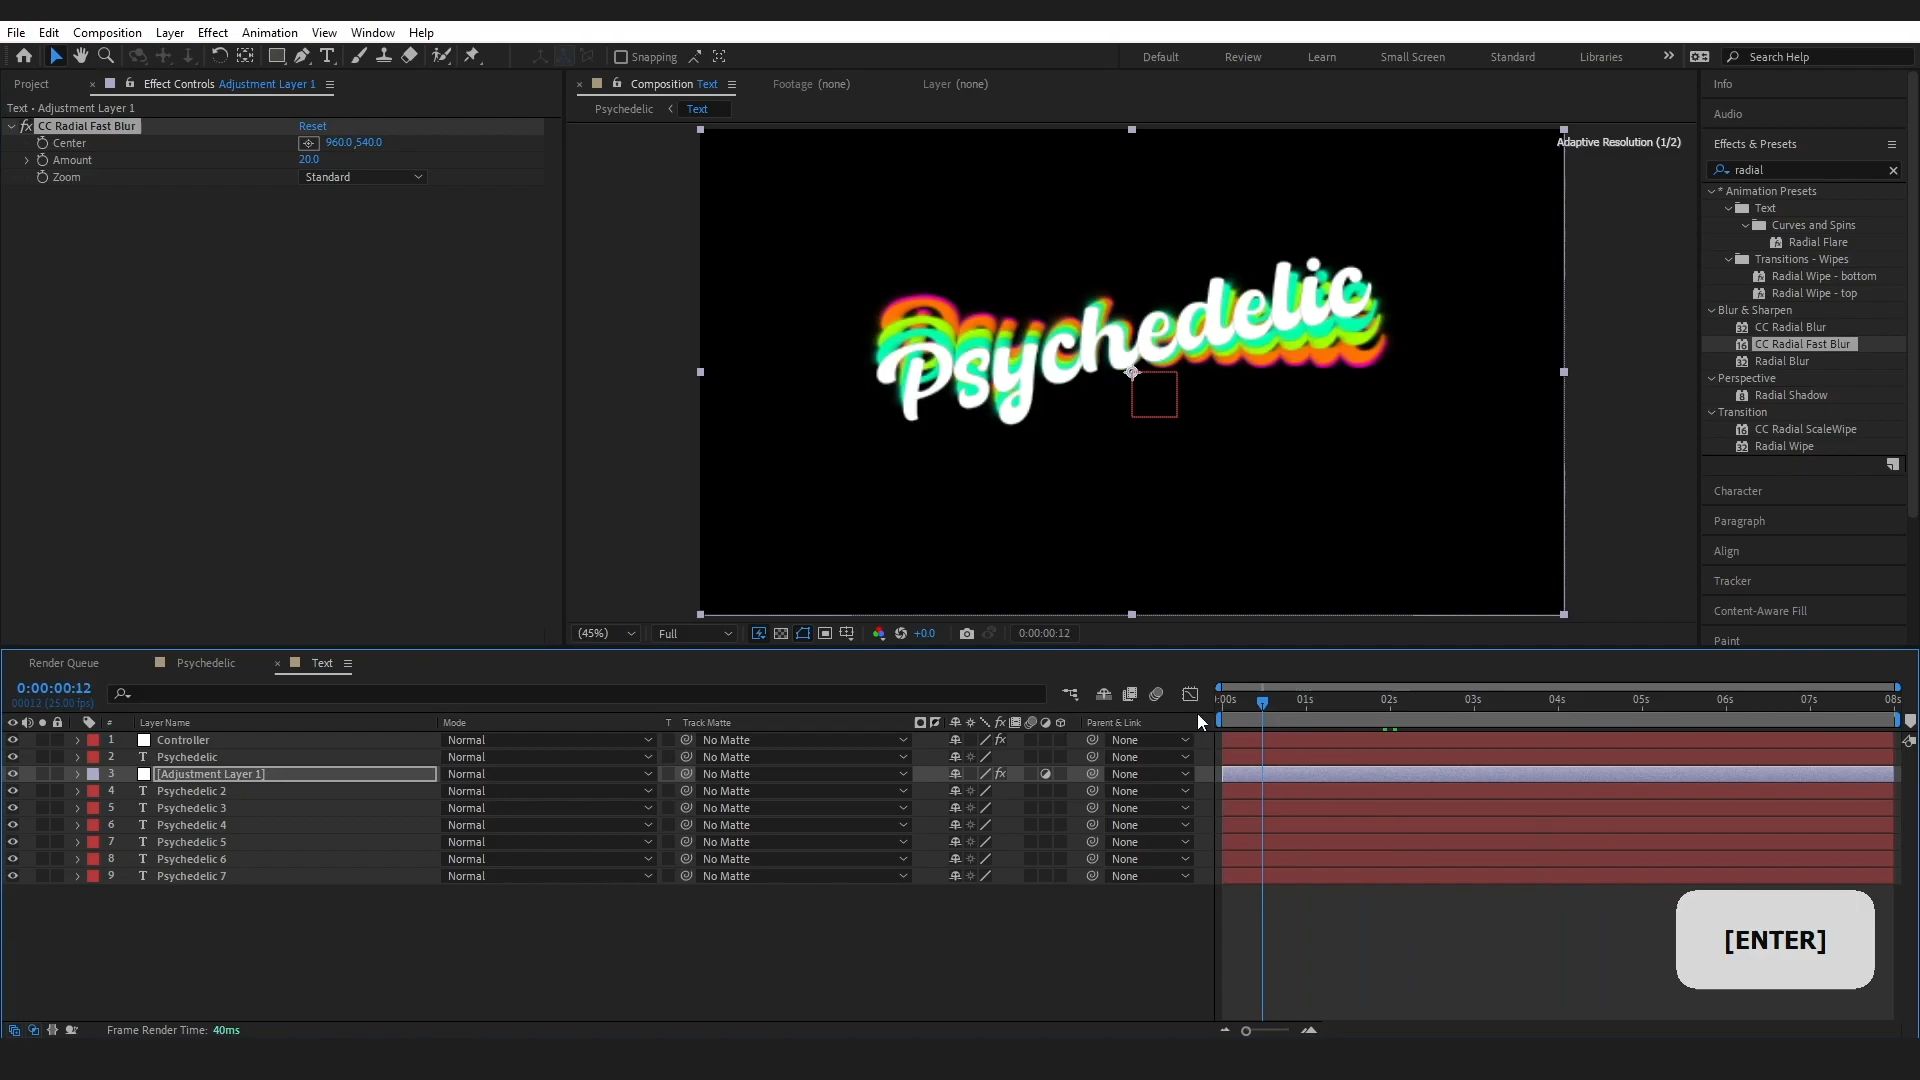 File Edit Composition Layer Effect Animation View Window Help
Snapping
Default Review Learn Small Screen Standard Libraries
Search Help
Project
Effect Controls Adjustment Layer 1
Text • Adjustment Layer 1
fx CC Radial Fast Blur Reset
Center 960.0,540.0
Amount 20.0
Zoom Standard
Composition Text
Footage (none)
Layer (none)
Psychedelic Text
Adaptive Resolution (1/2)
Psychedelic
(45%) Full +0.0 0:00:00:12
Info
Audio
Effects & Presets
radial
* Animation Presets
Text
Curves and Spins
Radial Flare
Transitions - Wipes
Radial Wipe - bottom
Radial Wipe - top
Blur & Sharpen
32 CC Radial Blur
16 CC Radial Fast Blur
32 Radial Blur
Perspective
8 Radial Shadow
Transition
16 CC Radial ScaleWipe
32 Radial Wipe
Character
Paragraph
Align
Tracker
Content-Aware Fill
Paint
Render Queue Psychedelic Text
0:00:00:12
00012 (25.00 fps)
:00s 01s 02s 03s 04s 05s 06s 07s 08s
# Layer Name Mode T Track Matte fx Parent & Link
1 Controller Normal No Matte fx None
2 T Psychedelic Normal No Matte None
3 [Adjustment Layer 1] Normal No Matte fx None
4 T Psychedelic 2 Normal No Matte None
5 T Psychedelic 3 Normal No Matte None
6 T Psychedelic 4 Normal No Matte None
7 T Psychedelic 5 Normal No Matte None
8 T Psychedelic 6 Normal No Matte None
9 T Psychedelic 7 Normal No Matte None
[ENTER]
Frame Render Time: 40ms